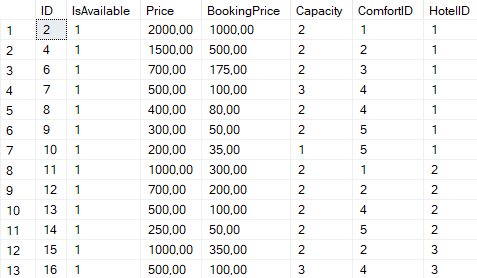 ID IsAvailable Price BookingPrice Capacity ComfortID HotelID
1 2 1 2000,00 1000,00 2 1 1
2 4 1 1500,00 500,00 2 2 1
3 6 1 700,00 175,00 2 3 1
4 7 1 500,00 100,00 3 4 1
5 8 1 400,00 80,00 2 4 1
6 9 1 300,00 50,00 2 5 1
7 10 1 200,00 35,00 1 5 1
8 11 1 1000,00 300,00 2 1 2
9 12 1 700,00 200,00 2 2 2
10 13 1 500,00 100,00 2 4 2
11 14 1 250,00 50,00 2 5 2
12 15 1 1000,00 350,00 2 2 3
13 16 1 500,00 100,00 3 4 3